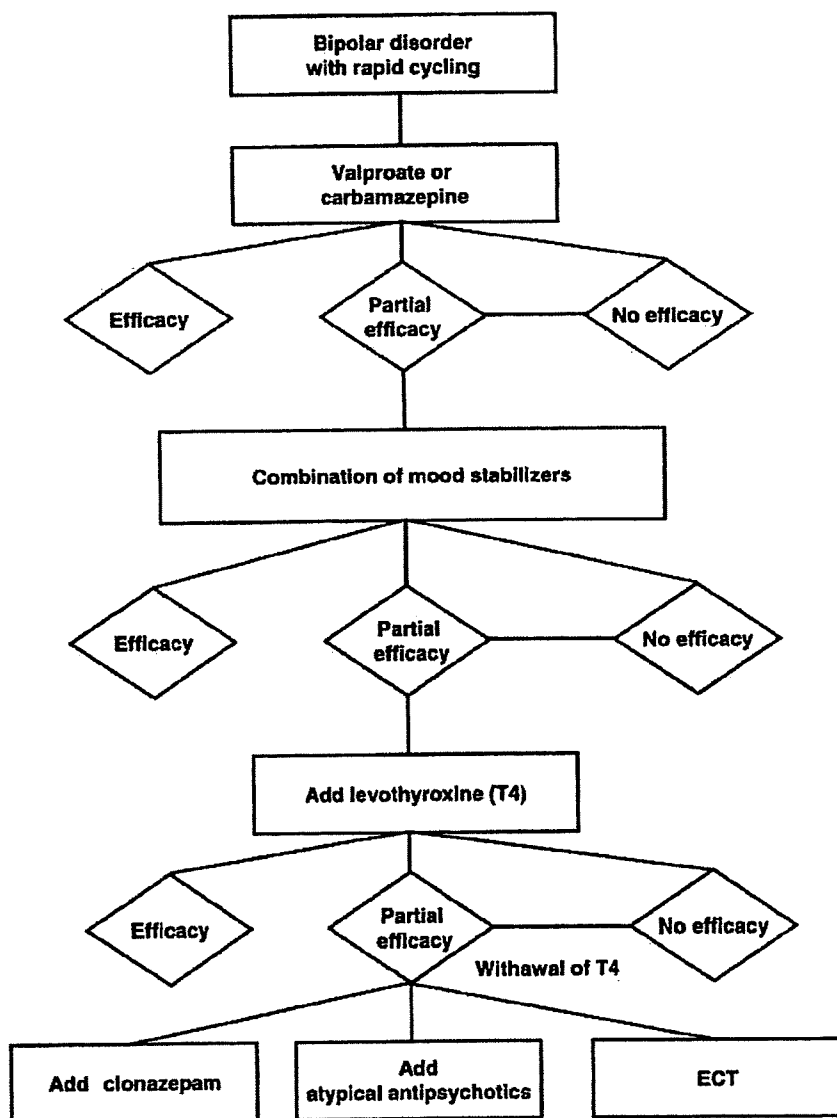 Bipolar disorder
with rapid cycling
Valproate or
carbamazepine
Efficacy
Partial
efficacy
No efficacy
Combination of mood stabilizers
Efficacy
Partial
efficacy
No efficacy
Add levothyroxine (T4)
Efficacy
Partial
efficacy
No efficacy
Withawal of T4
Add clonazepam
Add
atypical antipsychotics
ECT